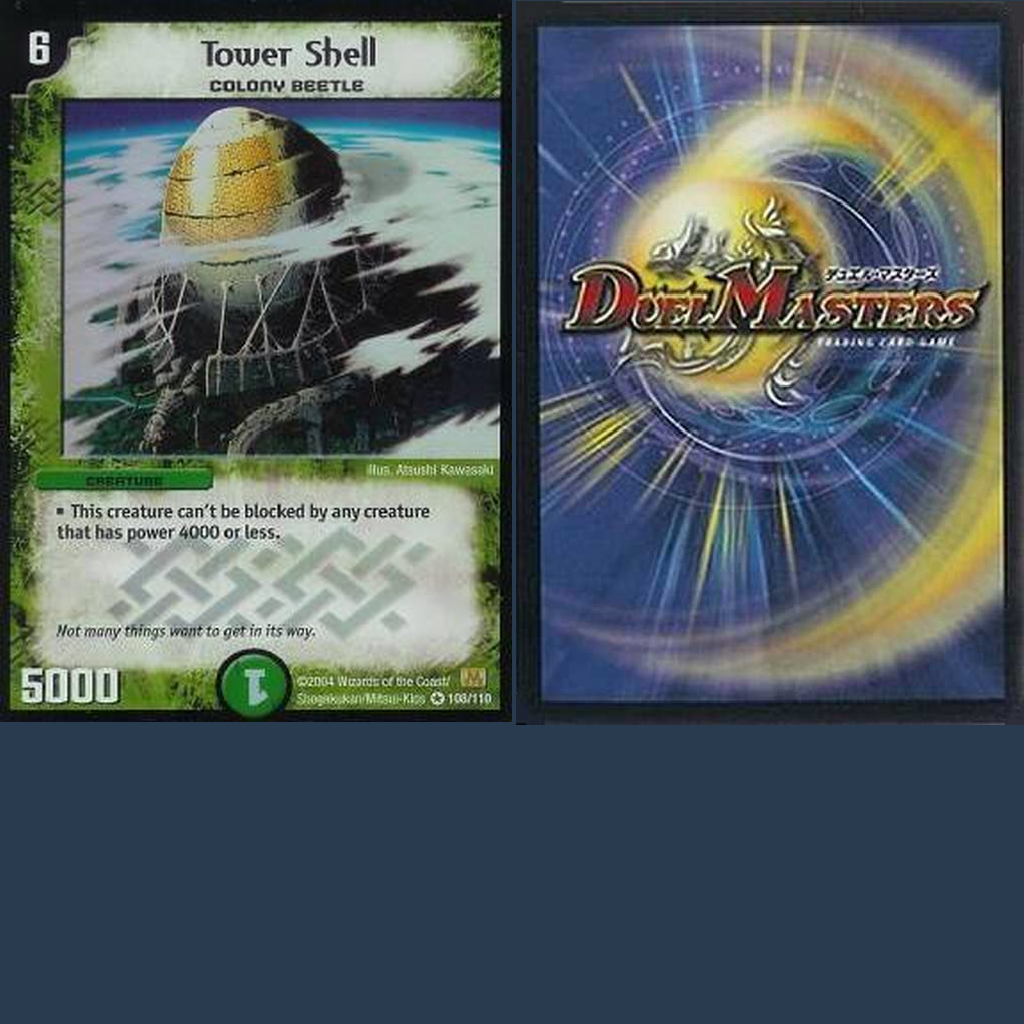 6
Tower Shell
COLONY BEETLE
Illus. Atsushi Kawasaki
CREATURE
▪ This creature can't be blocked by any creature
that has power 4000 or less.
Not many things want to get in its way.
5000
1
©2004 Wizards of the Coast/
Shogakukan/Mitsui-Kids ✪ 108/110
デュエル・マスターズ
DUEL MASTERS
TRADING CARD GAME